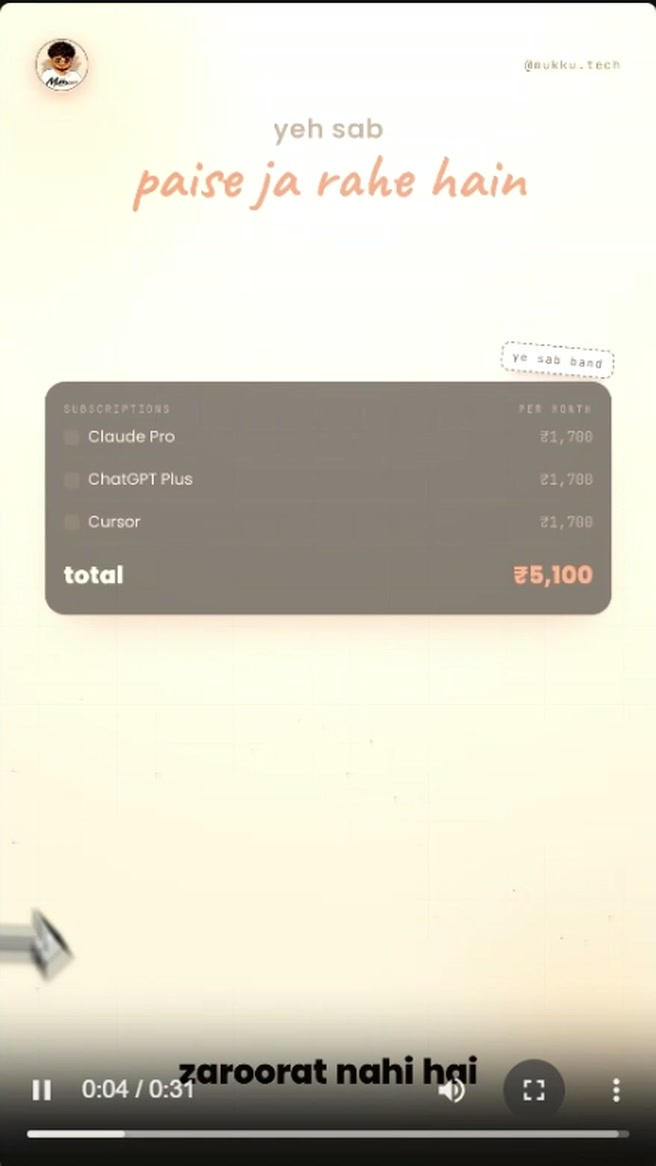 @mukku.tech
yeh sab
paise ja rahe hain
ye sab band
SUBSCRIPTIONS PER MONTH
Claude Pro ₹1,700
ChatGPT Plus ₹1,700
Cursor ₹1,700
total ₹5,100
zaroorat nahi hai
0:04 / 0:31